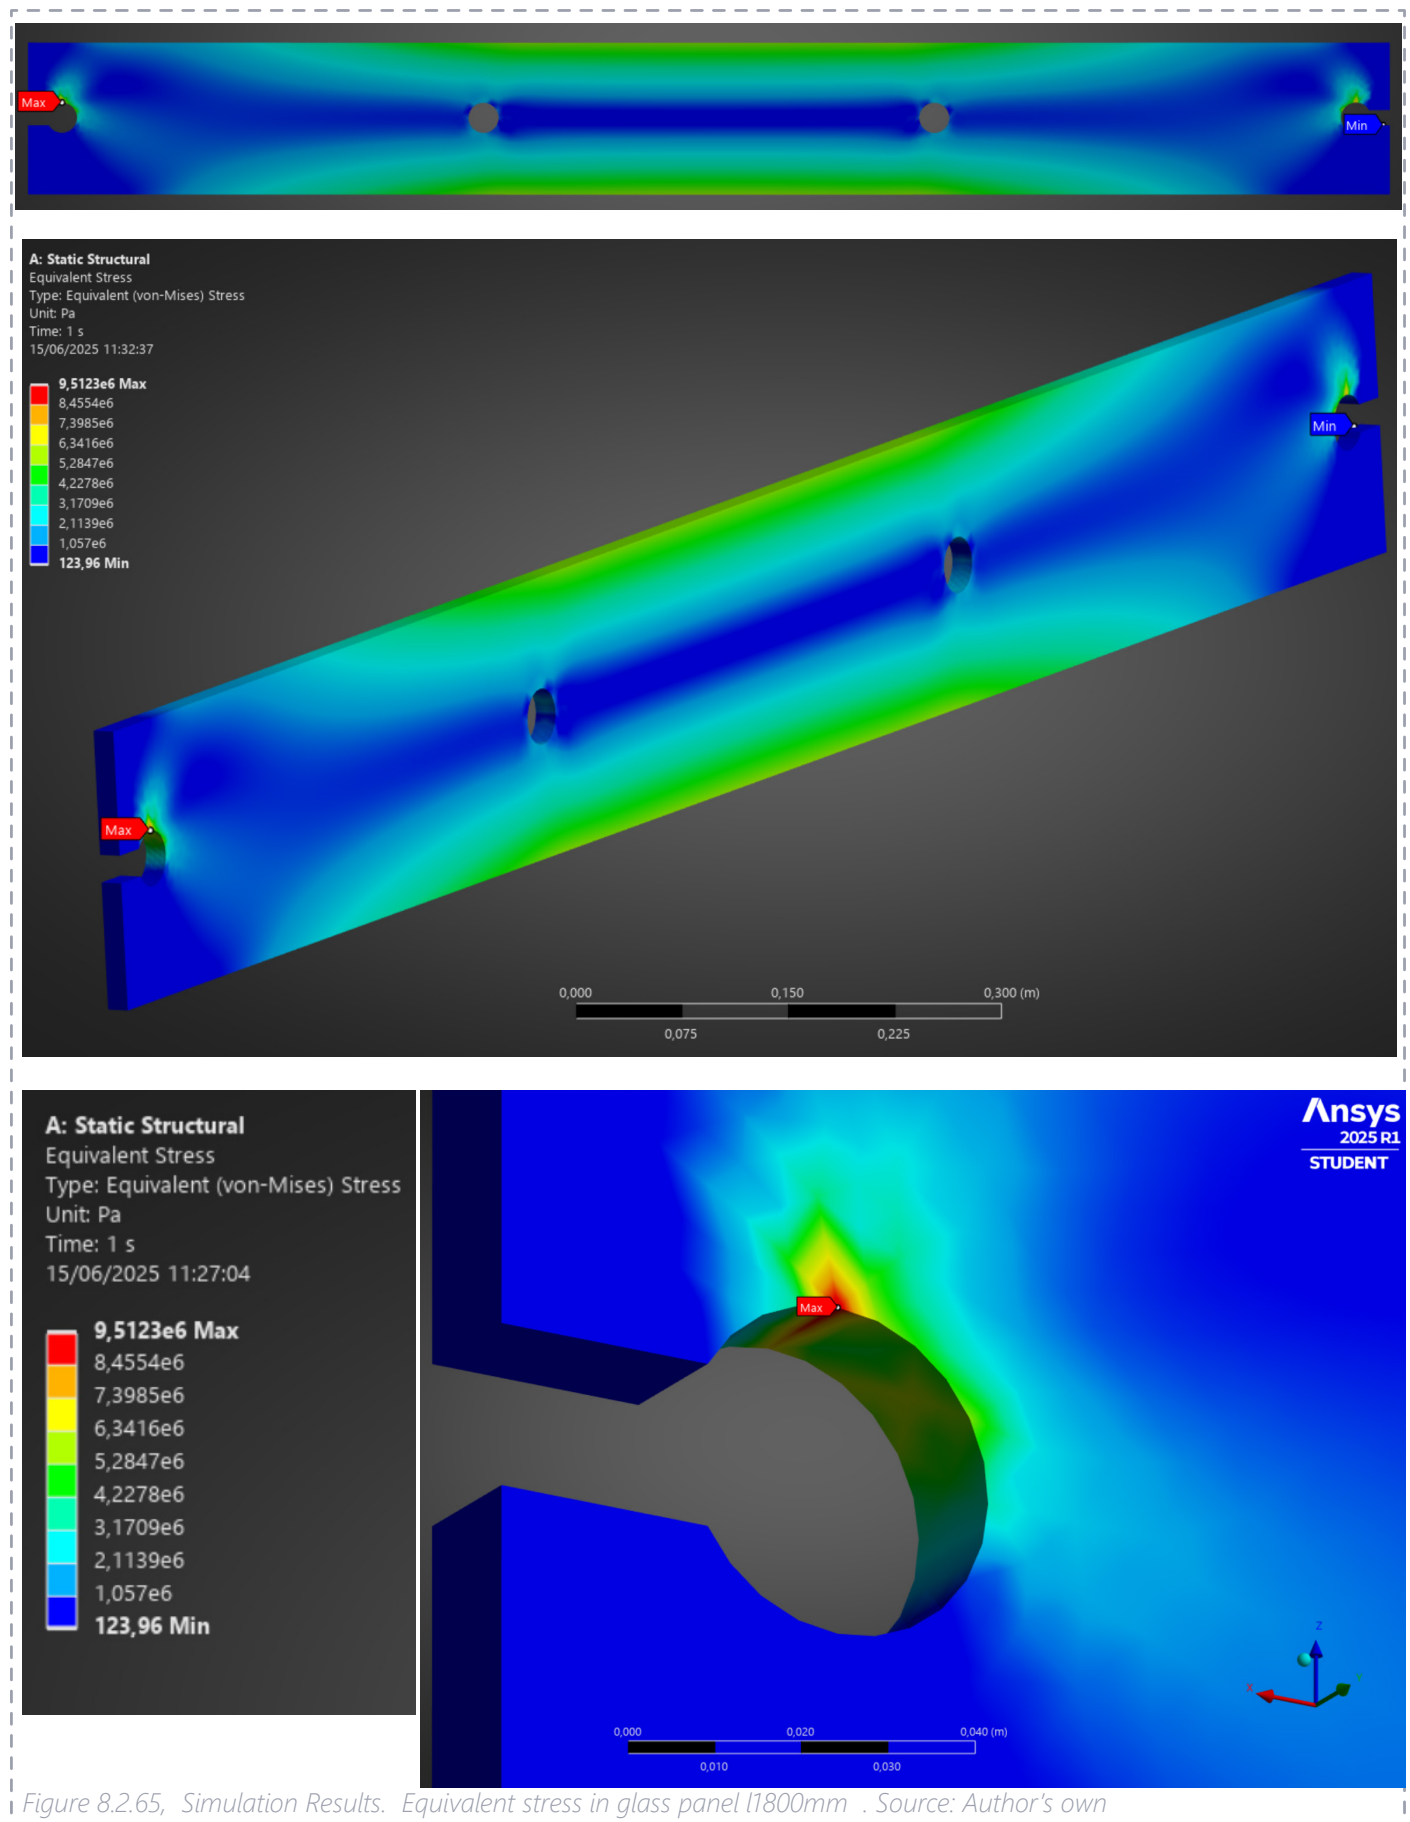 Max
Min
A: Static Structural
Equivalent Stress
Type: Equivalent (von-Mises) Stress
Unit: Pa
Time: 1 s
15/06/2025 11:32:37
9,5123e6 Max
8,4554e6
7,3985e6
6,3416e6
5,2847e6
4,2278e6
3,1709e6
2,1139e6
1,057e6
123,96 Min
Min
Max
0,000 0,150 0,300 (m)
0,075 0,225
A: Static Structural
Equivalent Stress
Type: Equivalent (von-Mises) Stress
Unit: Pa
Time: 1 s
15/06/2025 11:27:04
9,5123e6 Max
8,4554e6
7,3985e6
6,3416e6
5,2847e6
4,2278e6
3,1709e6
2,1139e6
1,057e6
123,96 Min
Ansys
2025 R1
STUDENT
Max
Z
X
0,000 0,020 0,040 (m)
0,010 0,030
Figure 8.2.65, Simulation Results. Equivalent stress in glass panel l1800mm . Source: Author's own